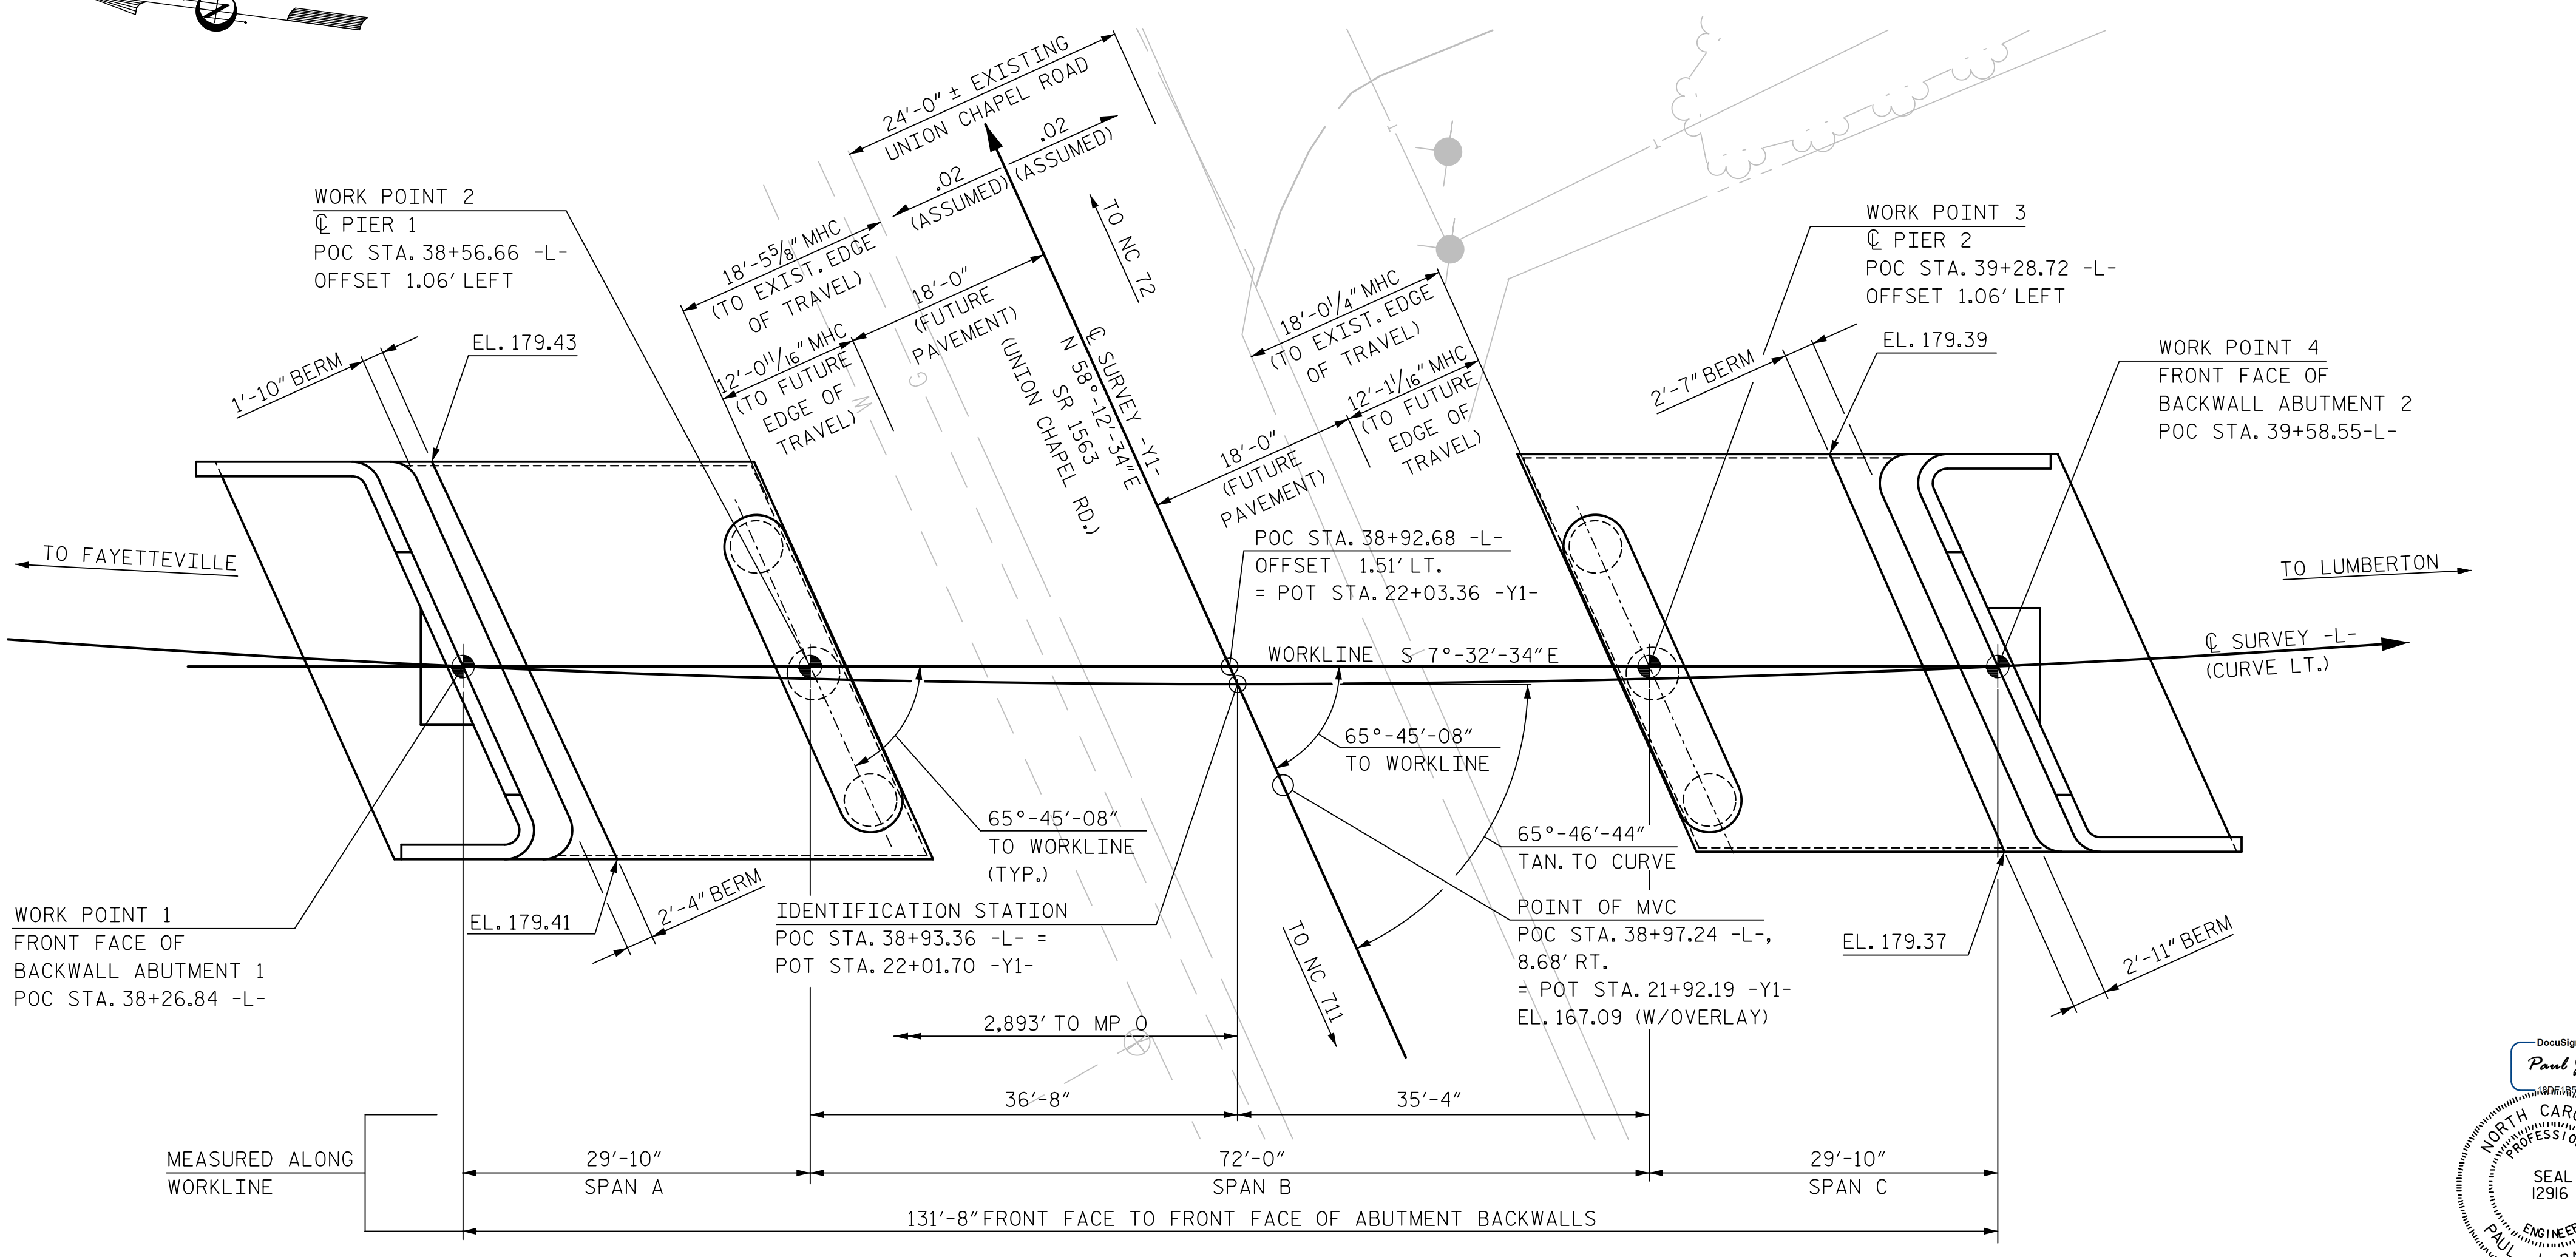 24'-0" ± EXISTING
UNION CHAPEL ROAD
.02
(ASSUMED)
.02
(ASSUMED)
TO NC 72
WORK POINT 2
℄ PIER 1
POC STA. 38+56.66 -L-
OFFSET 1.06' LEFT
18'-5⅝" MHC
(TO EXIST. EDGE
OF TRAVEL)
18'-0"
(FUTURE
PAVEMENT)
12'-0 11/16" MHC
(TO FUTURE
EDGE OF
TRAVEL)
1'-10" BERM
EL. 179.43
℄ SURVEY -Y1-
N 58°-12'-34" E
SR 1563
(UNION CHAPEL RD.)
18'-0¼" MHC
(TO EXIST. EDGE
OF TRAVEL)
12'-1 1/16" MHC
(TO FUTURE
EDGE OF
TRAVEL)
18'-0"
(FUTURE
PAVEMENT)
WORK POINT 3
℄ PIER 2
POC STA. 39+28.72 -L-
OFFSET 1.06' LEFT
2'-7" BERM
EL. 179.39
WORK POINT 4
FRONT FACE OF
BACKWALL ABUTMENT 2
POC STA. 39+58.55-L-
W
G
T
T
S
TO FAYETTEVILLE
POC STA. 38+92.68 -L-
OFFSET 1.51' LT.
= POT STA. 22+03.36 -Y1-
TO LUMBERTON
WORKLINE S 7°-32'-34" E
℄ SURVEY -L-
(CURVE LT.)
65°-45'-08"
TO WORKLINE
65°-45'-08"
TO WORKLINE
(TYP.)
65°-46'-44"
TAN. TO CURVE
WORK POINT 1
FRONT FACE OF
BACKWALL ABUTMENT 1
POC STA. 38+26.84 -L-
EL. 179.41
2'-4" BERM
IDENTIFICATION STATION
POC STA. 38+93.36 -L- =
POT STA. 22+01.70 -Y1-
TO NC 711
POINT OF MVC
POC STA. 38+97.24 -L-,
8.68' RT.
= POT STA. 21+92.19 -Y1-
EL. 167.09 (W/OVERLAY)
EL. 179.37
2'-11" BERM
2,893' TO MP 0
36'-8"
35'-4"
MEASURED ALONG
WORKLINE
29'-10"
SPAN A
72'-0"
SPAN B
29'-10"
SPAN C
131'-8" FRONT FACE TO FRONT FACE OF ABUTMENT BACKWALLS
DocuSig
Paul
NORTH CARO
PROFESSIO
SEAL
12916
ENGINEER
PAUL